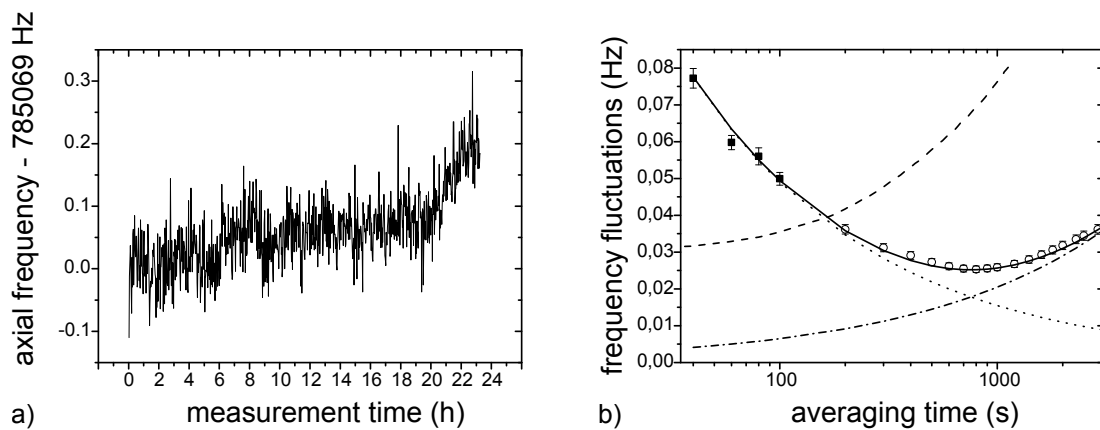 axial frequency - 785069 Hz
0.3
0.2
0.1
0.0
-0.1
0 2 4 6 8 10 12 14 16 18 20 22 24
measurement time (h)
a)
frequency fluctuations (Hz)
0,08
0,07
0,06
0,05
0,04
0,03
0,02
0,01
0,00
100 1000
averaging time (s)
b)